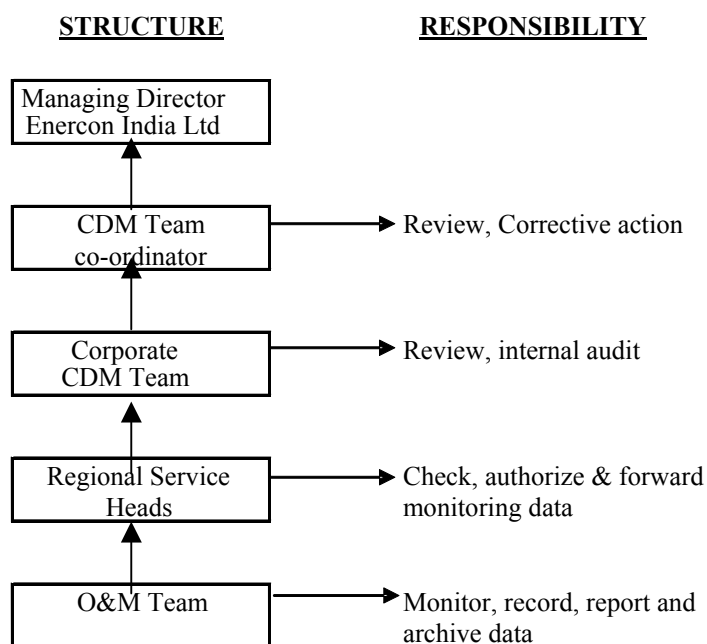 STRUCTURE
RESPONSIBILITY
Managing Director
Enercon India Ltd
CDM Team
co-ordinator
Review, Corrective action
Corporate
CDM Team
Review, internal audit
Regional Service
Heads
Check, authorize & forward
monitoring data
O&M Team
Monitor, record, report and
archive data